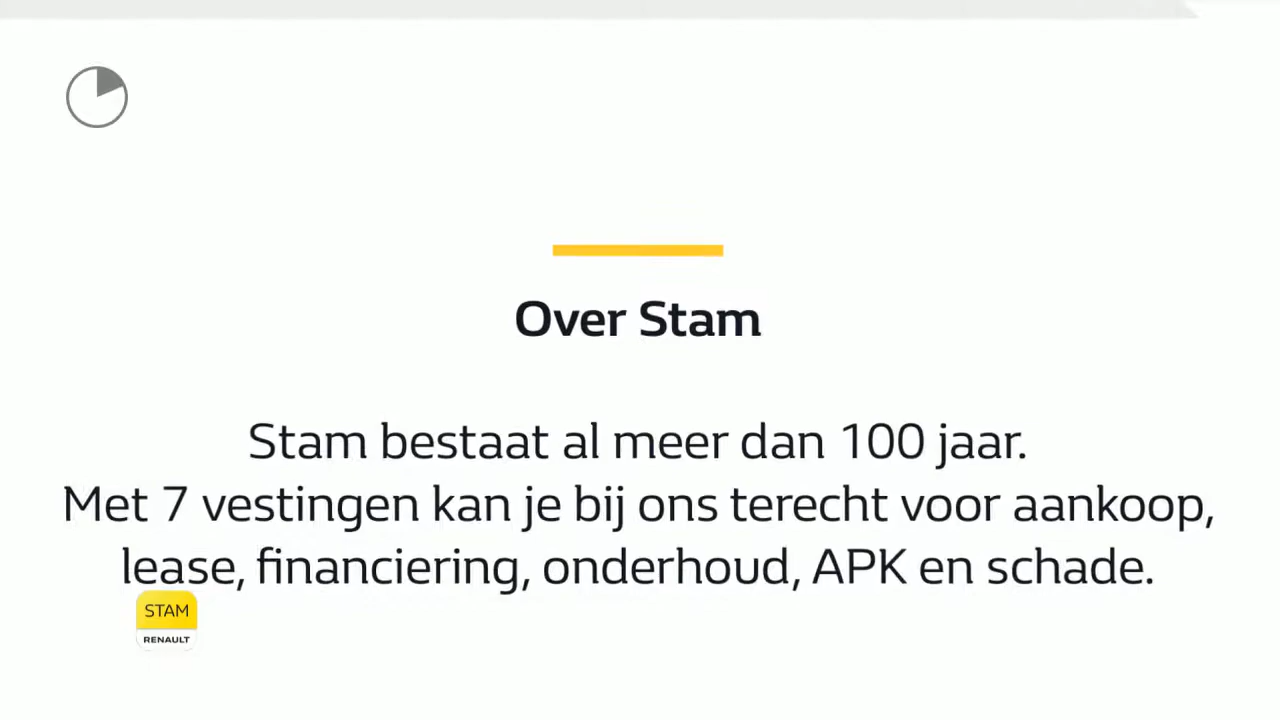 Over Stam
Stam bestaat al meer dan 100 jaar.
Met 7 vestingen kan je bij ons terecht voor aankoop,
lease, financiering, onderhoud, APK en schade.
STAM
RENAULT